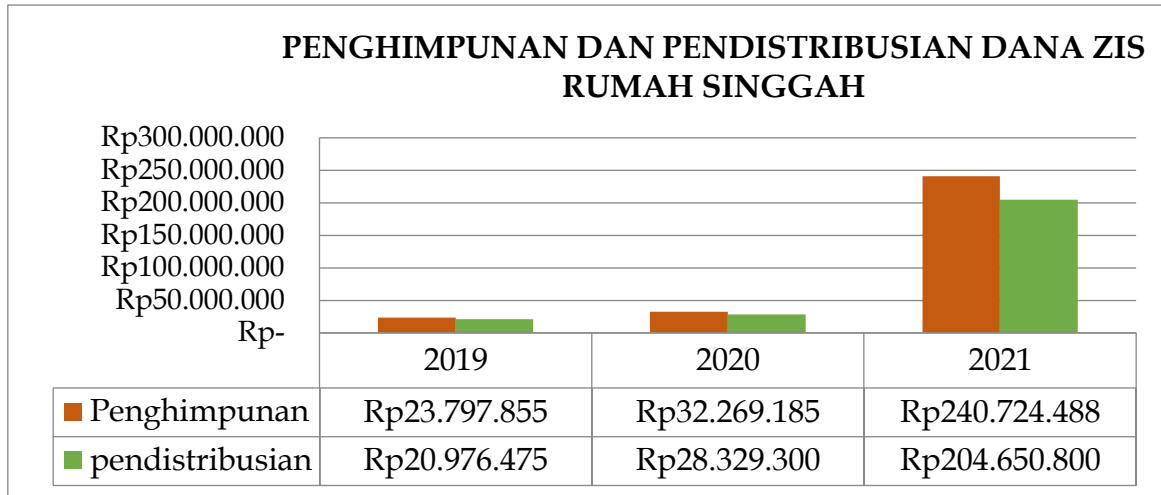 PENGHIMPUNAN DAN PENDISTRIBUSIAN DANA ZIS
RUMAH SINGGAH
Rp300.000.000
Rp250.000.000
Rp200.000.000
Rp150.000.000
Rp100.000.000
Rp50.000.000
Rp-
2019 2020 2021
Penghimpunan Rp23.797.855 Rp32.269.185 Rp240.724.488
pendistribusian Rp20.976.475 Rp28.329.300 Rp204.650.800